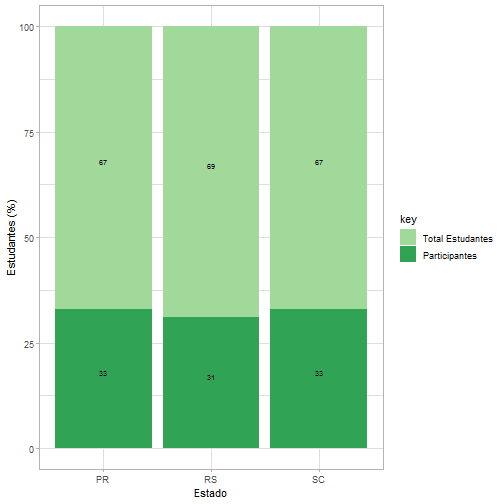 100
75
50
25
0
Estudantes (%)
67
69
67
33
31
33
PR
RS
SC
Estado
key
Total Estudantes
Participantes